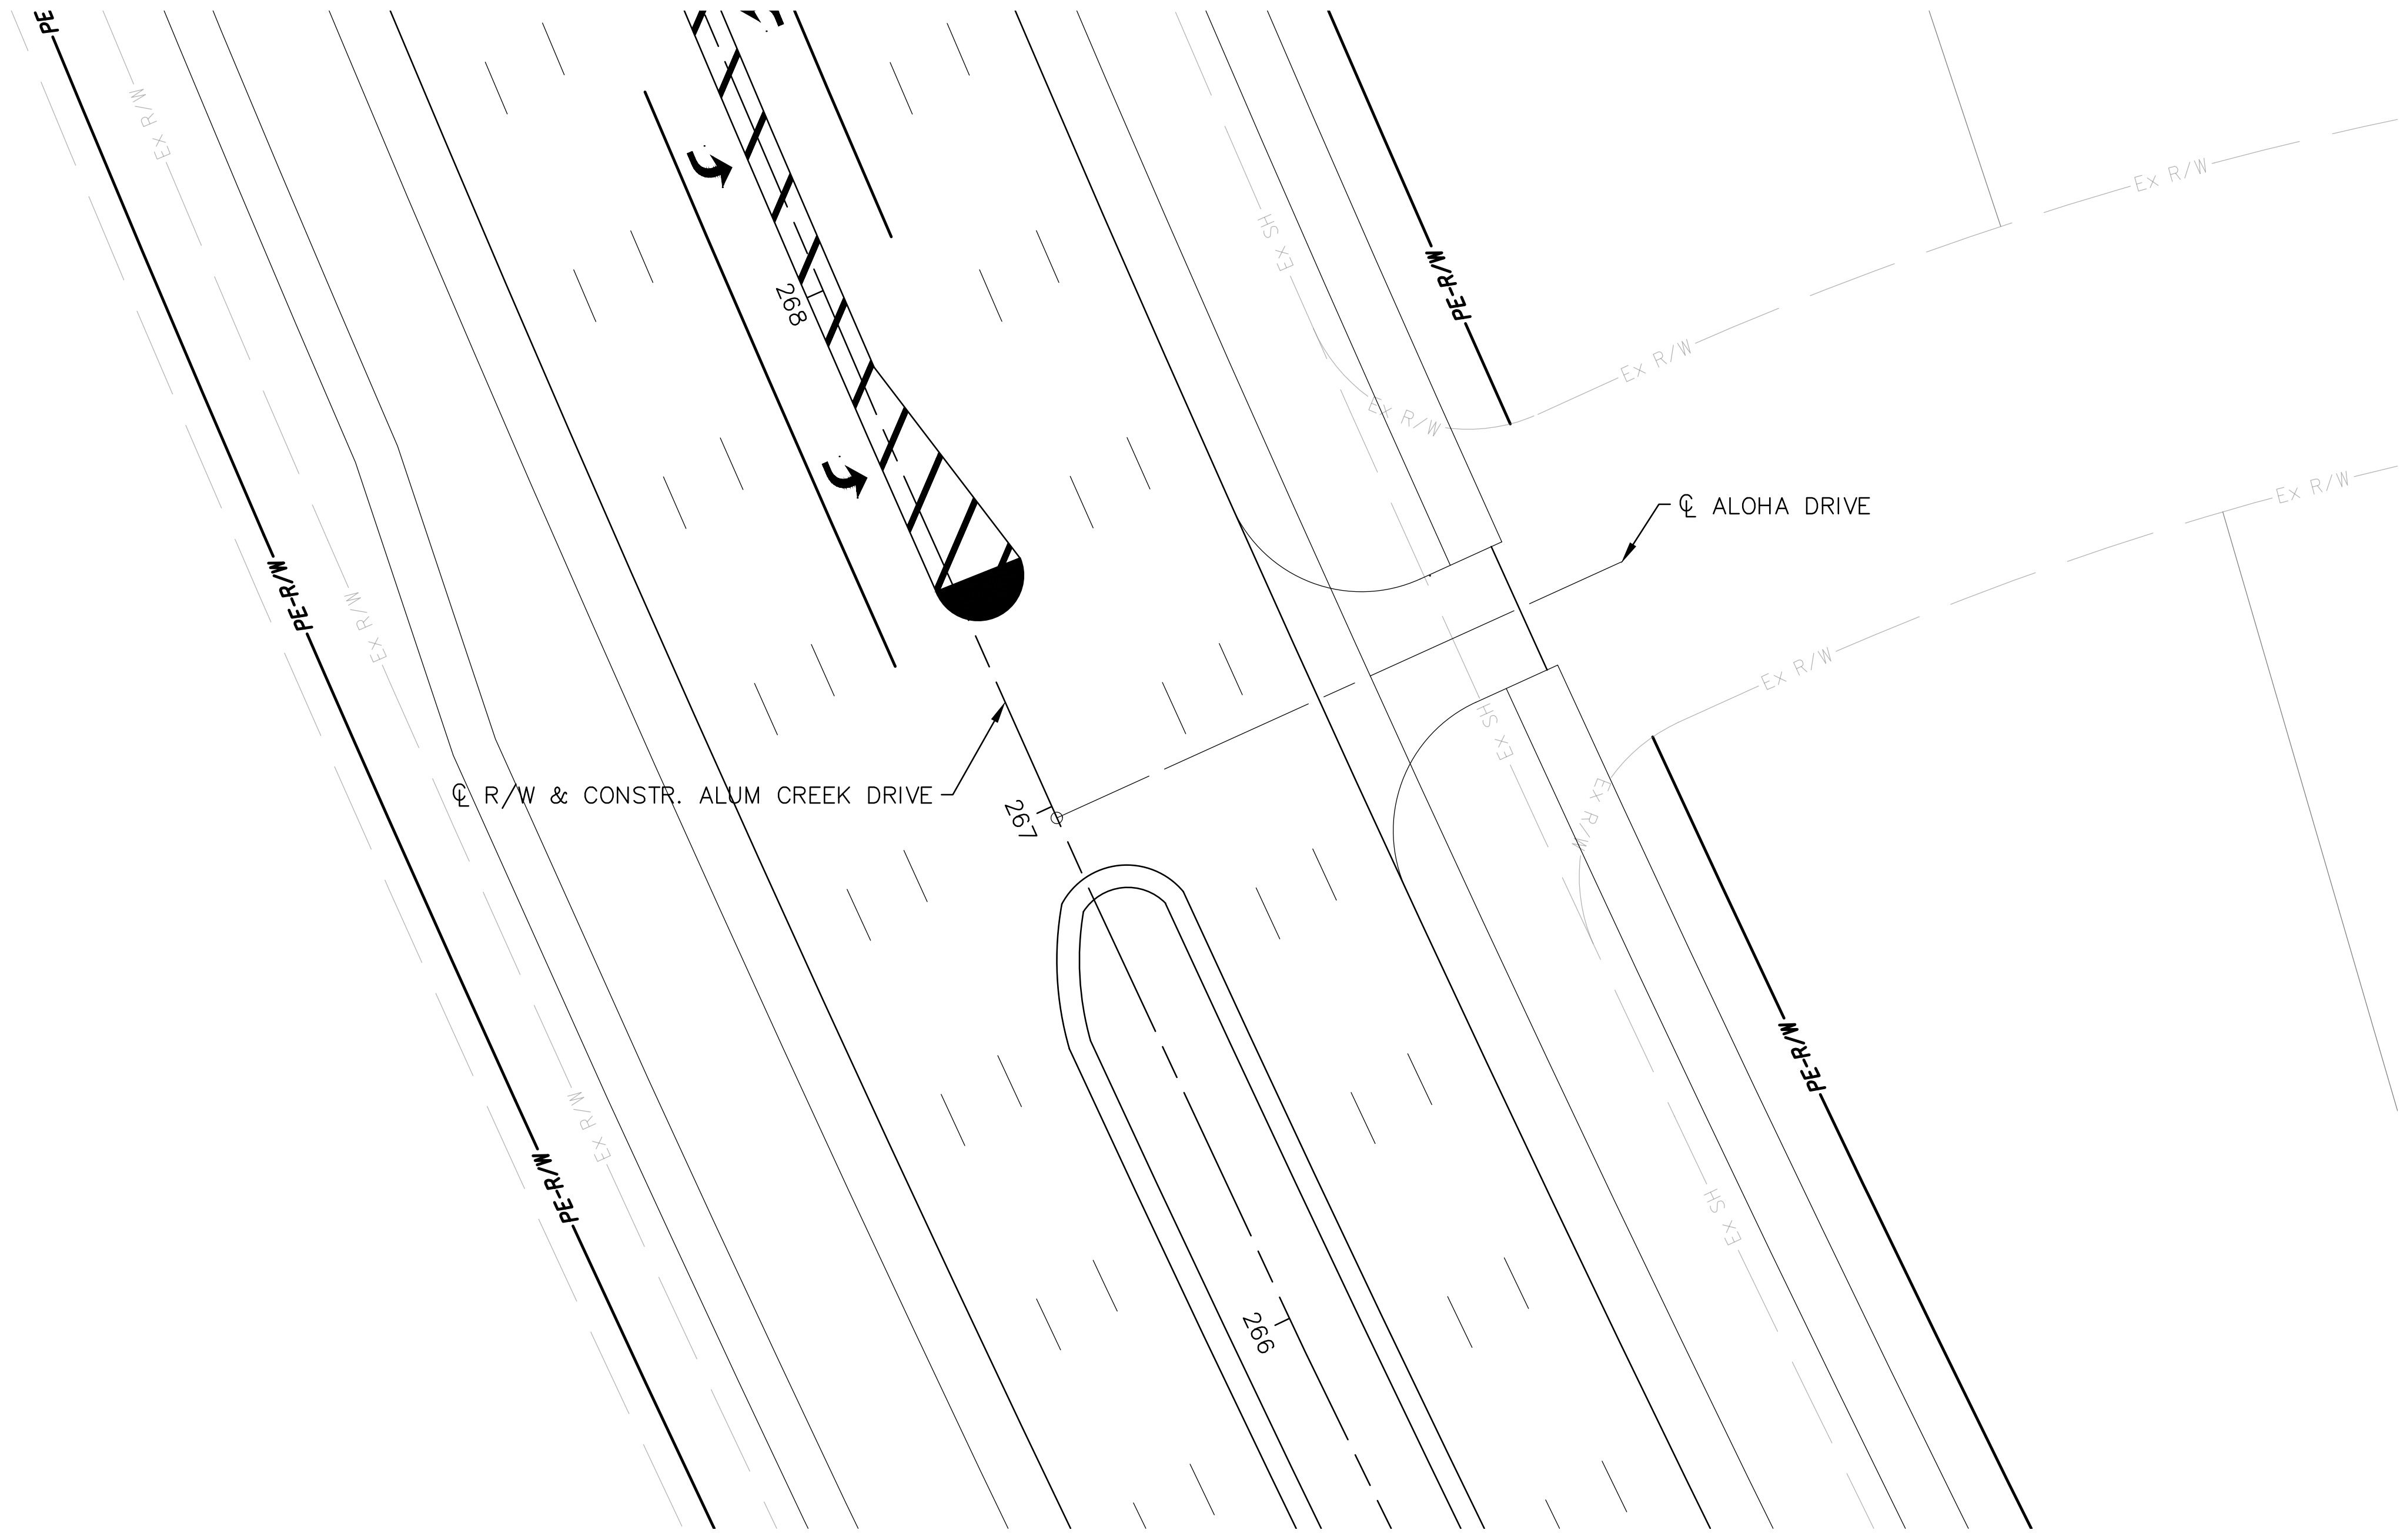 PE
Ex R/W
Ex R/W
Ex SH
PE-R/W
268
Ex R/W
Ex R/W
Ex R/W
℄ ALOHA DRIVE
PE-R/W
Ex R/W
Ex R/W
Ex SH
℄ R/W & CONSTR. ALUM CREEK DRIVE
267
Ex R/W
PE-R/W
Ex R/W
PE-R/W
Ex SH
266